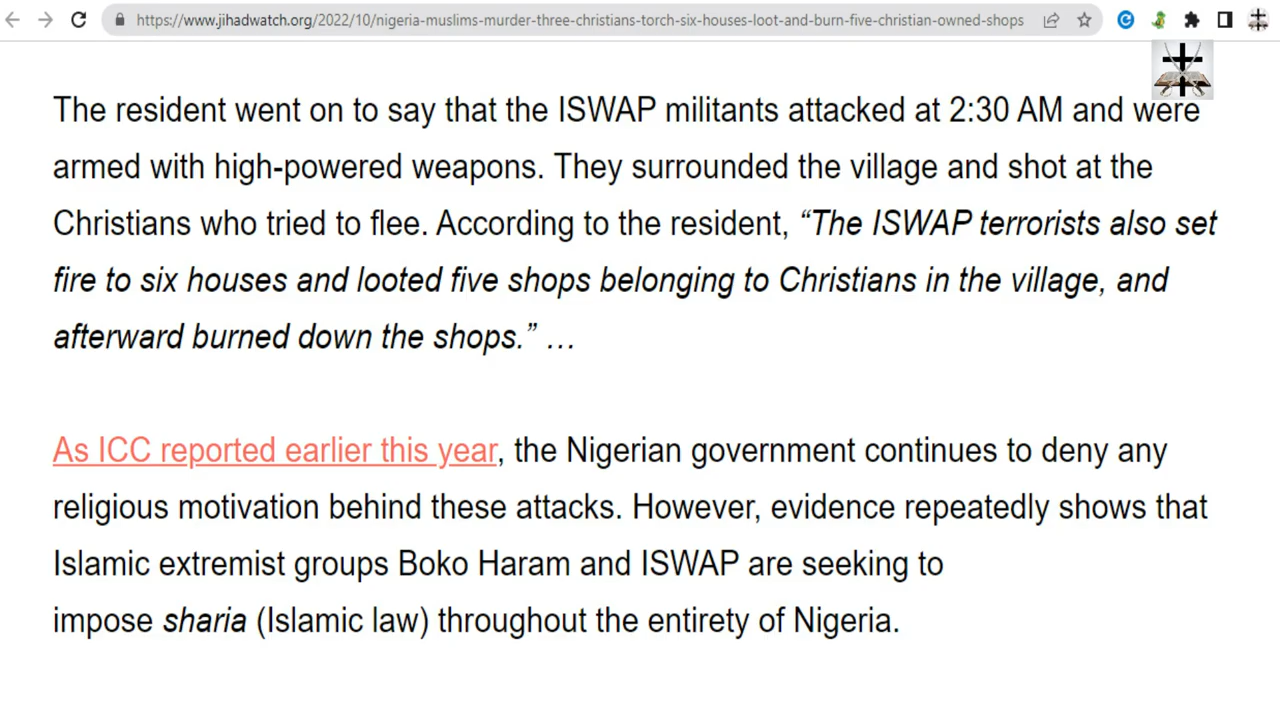 https://www.jihadwatch.org/2022/10/nigeria-muslims-murder-three-christians-torch-six-houses-loot-and-burn-five-christian-owned-shops
The resident went on to say that the ISWAP militants attacked at 2:30 AM and were
armed with high-powered weapons. They surrounded the village and shot at the
Christians who tried to flee. According to the resident, “The ISWAP terrorists also set
fire to six houses and looted five shops belonging to Christians in the village, and
afterward burned down the shops.” …
As ICC reported earlier this year, the Nigerian government continues to deny any
religious motivation behind these attacks. However, evidence repeatedly shows that
Islamic extremist groups Boko Haram and ISWAP are seeking to
impose sharia (Islamic law) throughout the entirety of Nigeria.